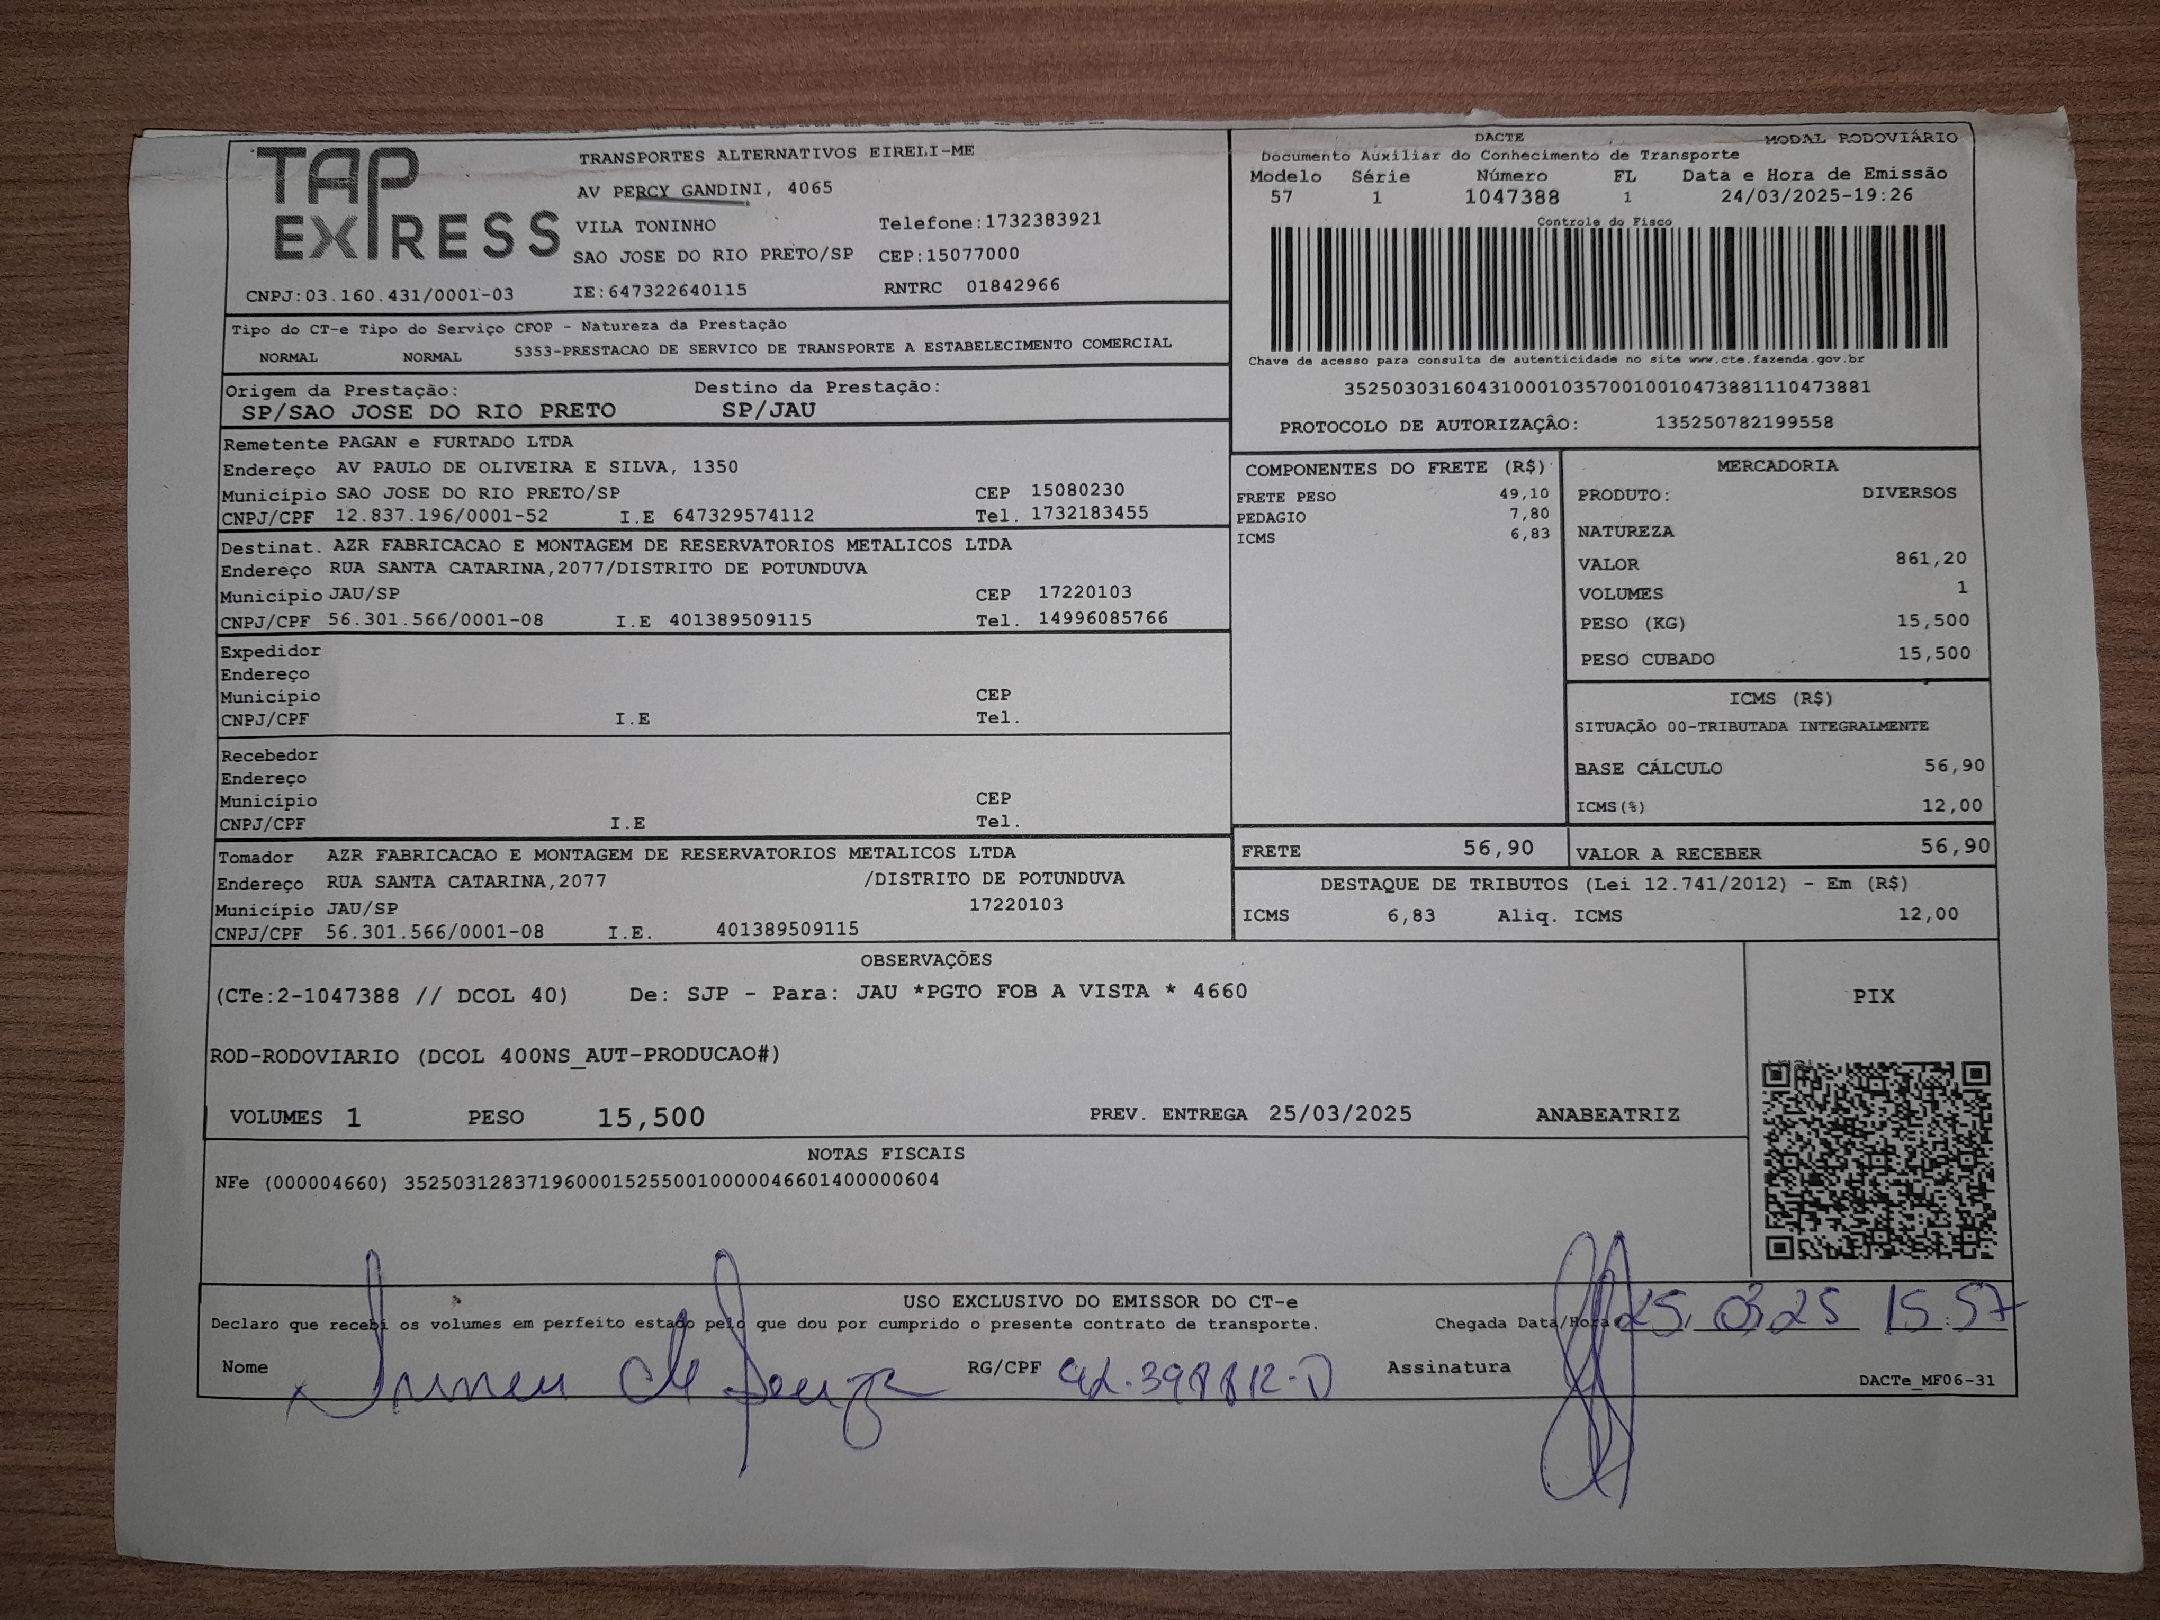 TAP EXPRESS
TRANSPORTES ALTERNATIVOS EIRELI-ME
AV PERCY GANDINI, 4065
VILA TONINHO Telefone:1732383921
SAO JOSE DO RIO PRETO/SP CEP:15077000
CNPJ:03.160.431/0001-03 IE:647322640115 RNTRC 01842966
DACTE MODAL RODOVIÁRIO
Documento Auxiliar do Conhecimento de Transporte
Modelo Série Número FL Data e Hora de Emissão
57 1 1047388 1 24/03/2025-19:26
Controle do Fisco
Chave de acesso para consulta de autenticidade no site www.cte.fazenda.gov.br
35250303160431000103570010010473881110473881
PROTOCOLO DE AUTORIZAÇÂO: 135250782199558
Tipo do CT-e Tipo do Serviço CFOP - Natureza da Prestação
NORMAL NORMAL 5353-PRESTACAO DE SERVICO DE TRANSPORTE A ESTABELECIMENTO COMERCIAL
Origem da Prestação: Destino da Prestação:
SP/SAO JOSE DO RIO PRETO SP/JAU
Remetente PAGAN e FURTADO LTDA
Endereço AV PAULO DE OLIVEIRA E SILVA, 1350
Município SAO JOSE DO RIO PRETO/SP CEP 15080230
CNPJ/CPF 12.837.196/0001-52 I.E 647329574112 Tel. 1732183455
Destinat. AZR FABRICACAO E MONTAGEM DE RESERVATORIOS METALICOS LTDA
Endereço RUA SANTA CATARINA,2077/DISTRITO DE POTUNDUVA
Município JAU/SP CEP 17220103
CNPJ/CPF 56.301.566/0001-08 I.E 401389509115 Tel. 14996085766
Expedidor
Endereço
Município CEP
CNPJ/CPF I.E Tel.
Recebedor
Endereço
Município CEP
CNPJ/CPF I.E Tel.
Tomador AZR FABRICACAO E MONTAGEM DE RESERVATORIOS METALICOS LTDA
Endereço RUA SANTA CATARINA,2077 /DISTRITO DE POTUNDUVA
Município JAU/SP 17220103
CNPJ/CPF 56.301.566/0001-08 I.E. 401389509115
COMPONENTES DO FRETE (R$)
FRETE PESO 49,10
PEDAGIO 7,80
ICMS 6,83
MERCADORIA
PRODUTO: DIVERSOS
NATUREZA
VALOR 861,20
VOLUMES 1
PESO (KG) 15,500
PESO CUBADO 15,500
ICMS (R$)
SITUAÇÃO 00-TRIBUTADA INTEGRALMENTE
BASE CÁLCULO 56,90
ICMS(%) 12,00
FRETE 56,90 VALOR A RECEBER 56,90
DESTAQUE DE TRIBUTOS (Lei 12.741/2012) - Em (R$)
ICMS 6,83 Aliq. ICMS 12,00
OBSERVAÇÕES
(CTe:2-1047388 // DCOL 40) De: SJP - Para: JAU *PGTO FOB A VISTA * 4660
ROD-RODOVIARIO (DCOL 400NS_AUT-PRODUCAO#)
VOLUMES 1 PESO 15,500 PREV. ENTREGA 25/03/2025 ANABEATRIZ
PIX
NOTAS FISCAIS
NFe (000004660) 35250312837196000152550010000046601400000604
USO EXCLUSIVO DO EMISSOR DO CT-e
Declaro que recebi os volumes em perfeito estado pelo que dou por cumprido o presente contrato de transporte. Chegada Data/Hora 25.03.25 15:57
Nome de Souza RG/CPF Assinatura
DACTe_MF06-31